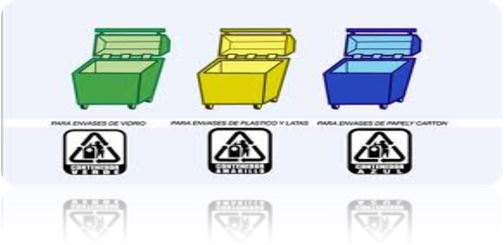 PARA ENVASES DE VIDRIO
PARA ENVASES DE PLASTICO Y LATAS
PARA ENVASES DE PAPEL Y CARTON
CONTENEDOR
VERDE
CONTENEDOR
AMARILLO
CONTENEDOR
AZUL